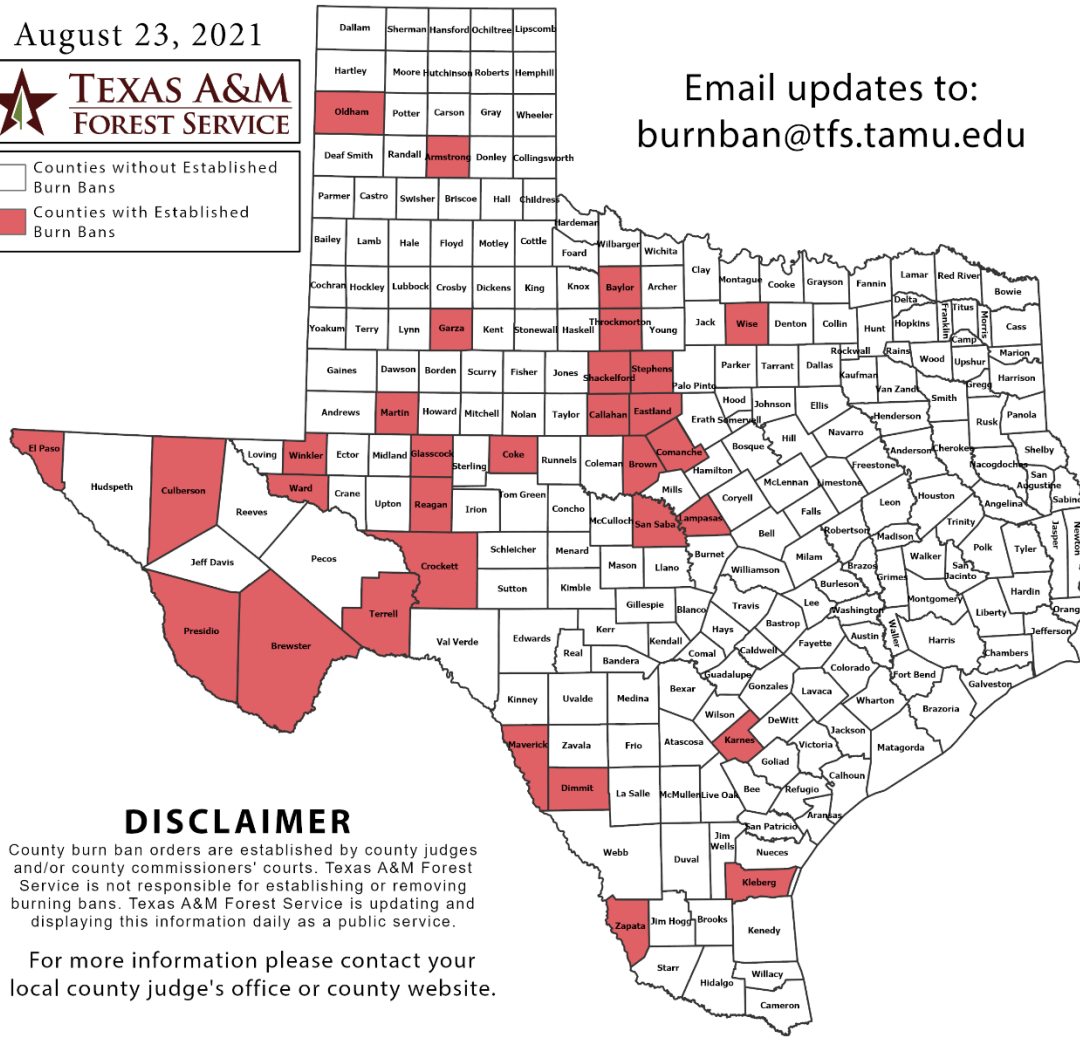 August 23, 2021
TEXAS A&M
FOREST SERVICE
Counties without Established
Burn Bans
Counties with Established
Burn Bans
Email updates to:
burnban@tfs.tamu.edu
Dallam Sherman Hansford Ochiltree Lipscomb
Hartley Moore Hutchinson Roberts Hemphill
Oldham Potter Carson Gray Wheeler
Deaf Smith Randall Armstrong Donley Collingsworth
Parmer Castro Swisher Briscoe Hall Childress
Hardeman
Bailey Lamb Hale Floyd Motley Cottle Foard Wilbarger Wichita
Clay Montague Cooke Grayson Fannin Lamar Red River Bowie
Cochran Hockley Lubbock Crosby Dickens King Knox Baylor Archer
Delta Franklin Titus Morris Cass
Yoakum Terry Lynn Garza Kent Stonewall Haskell Throckmorton Young Jack Wise Denton Collin Hunt Hopkins Camp
Rockwall Rains Wood Upshur Marion
Gaines Dawson Borden Scurry Fisher Jones Shackelford Stephens Palo Pinto Parker Tarrant Dallas Kaufman Van Zandt Gregg Harrison
Andrews Martin Howard Mitchell Nolan Taylor Callahan Eastland Erath Hood Somervell Johnson Ellis Henderson Smith Rusk Panola
El Paso Hudspeth Culberson Loving Winkler Ector Midland Glasscock Sterling Coke Runnels Coleman Brown Comanche Bosque Hill Navarro Anderson Cherokee Shelby
Reeves Ward Crane Upton Reagan Irion Tom Green Concho McCulloch Mills Hamilton McLennan Limestone Freestone Nacogdoches San Augustine Sabine
San Saba Lampasas Coryell Falls Leon Houston Angelina
Jeff Davis Pecos Crockett Schleicher Menard Mason Llano Burnet Bell Milam Robertson Madison Trinity Polk Tyler Jasper Newton
Sutton Kimble Williamson Burleson Brazos Grimes Walker San Jacinto Hardin
Presidio Brewster Terrell Val Verde Edwards Gillespie Blanco Travis Lee Washington Montgomery Liberty Orang
Kerr Real Bandera Kendall Hays Comal Caldwell Bastrop Fayette Austin Waller Harris Chambers Jefferson
Kinney Uvalde Medina Bexar Guadalupe Gonzales Lavaca Colorado Fort Bend Galveston
Wilson DeWitt Wharton Brazoria
Maverick Zavala Frio Atascosa Karnes Victoria Jackson Matagorda
Dimmit La Salle McMullen Live Oak Bee Goliad Refugio Calhoun
Aransas
San Patricio
Webb Duval Jim Wells Nueces
Kleberg
Zapata Jim Hogg Brooks Kenedy
Starr Hidalgo Willacy
Cameron
DISCLAIMER
County burn ban orders are established by county judges
and/or county commissioners' courts. Texas A&M Forest
Service is not responsible for establishing or removing
burning bans. Texas A&M Forest Service is updating and
displaying this information daily as a public service.
For more information please contact your
local county judge's office or county website.